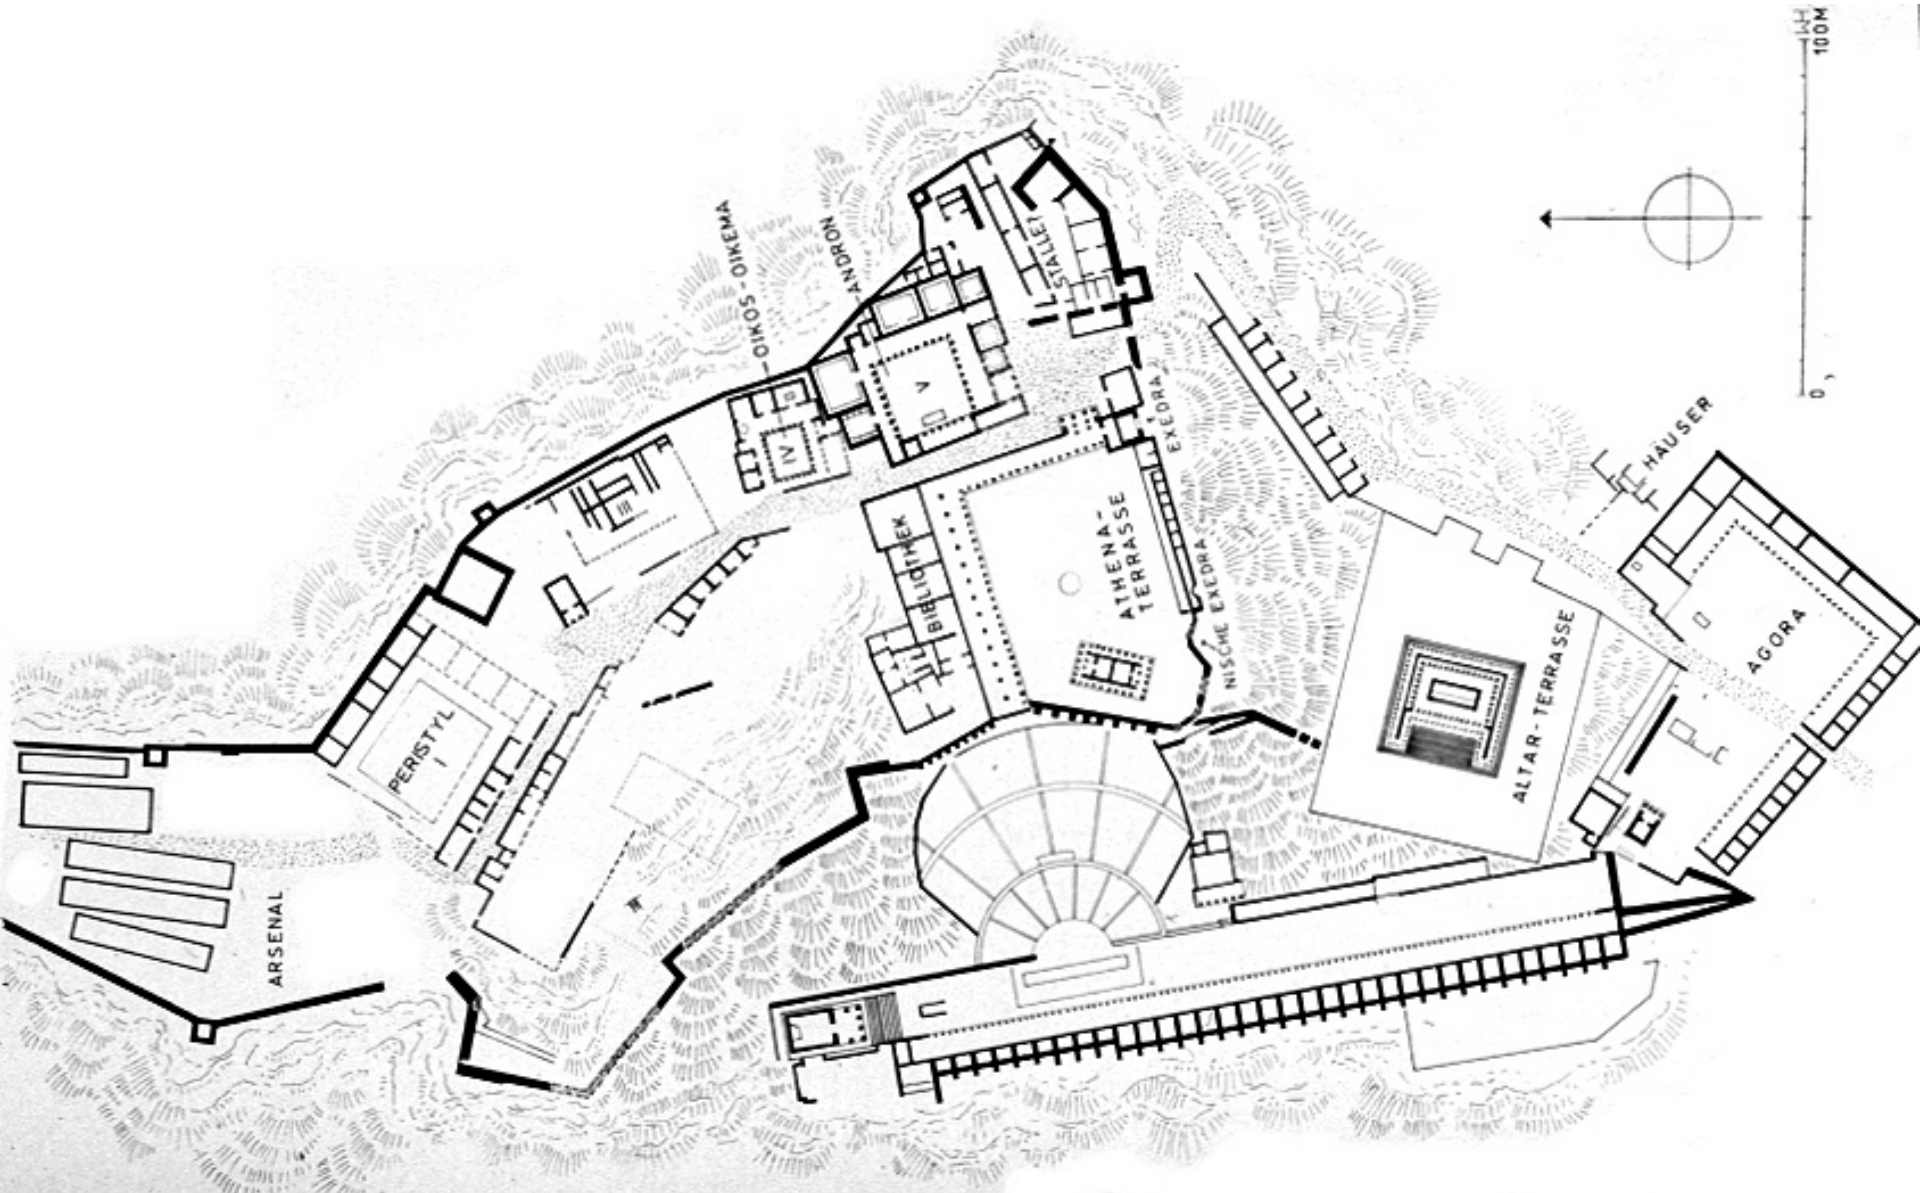 100M
0
OIKOS - OIKEMA
ANDRON
STÄLLE?
V
IV
III
EXEDRA
HÄUSER
BIBLIOTHEK
ATHENA-
TERRASSE
NISCHE
EXEDRA
ALTAR - TERRASSE
AGORA
PERISTYL
I
ARSENAL